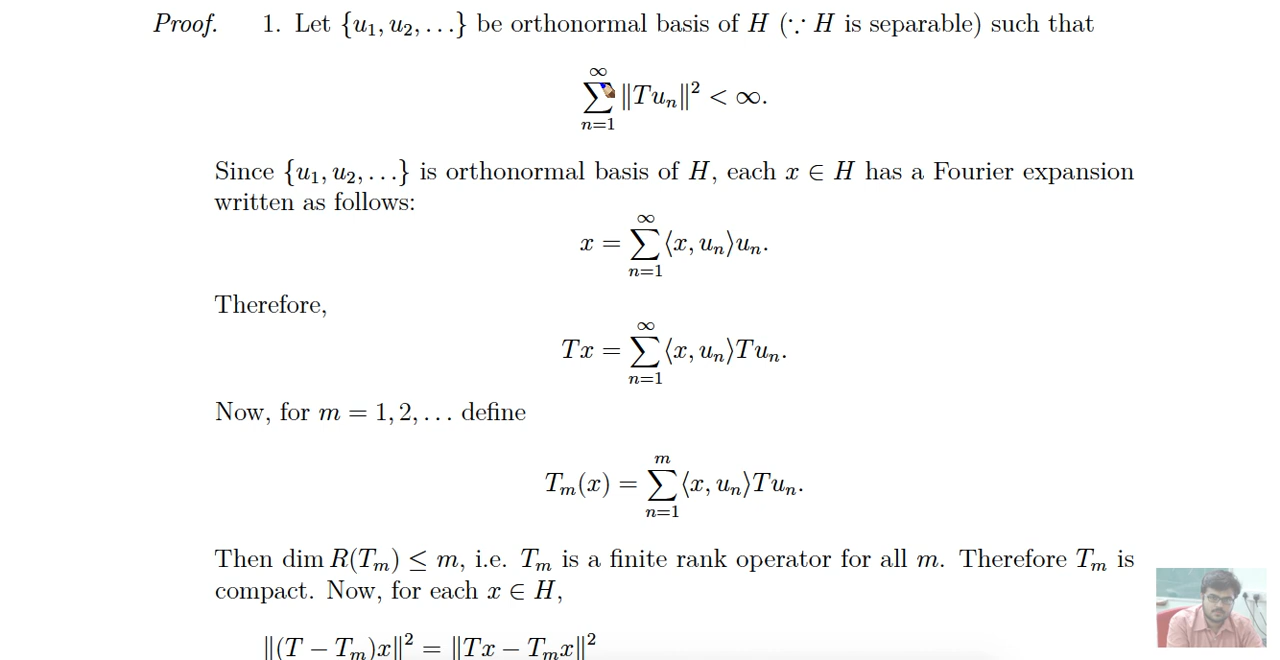 Proof. 1. Let {u₁, u₂, . . .} be orthonormal basis of H (∵ H is separable) such that
∞
∑ ‖Tuₙ‖² < ∞.
n=1
Since {u₁, u₂, . . .} is orthonormal basis of H, each x ∈ H has a Fourier expansion
written as follows:
∞
x = ∑ ⟨x, uₙ⟩uₙ.
n=1
Therefore,
∞
Tx = ∑ ⟨x, uₙ⟩Tuₙ.
n=1
Now, for m = 1, 2, . . . define
m
Tₘ(x) = ∑ ⟨x, uₙ⟩Tuₙ.
n=1
Then dim R(Tₘ) ≤ m, i.e. Tₘ is a finite rank operator for all m. Therefore Tₘ is
compact. Now, for each x ∈ H,
‖(T − Tₘ)x‖² = ‖Tx − Tₘx‖²